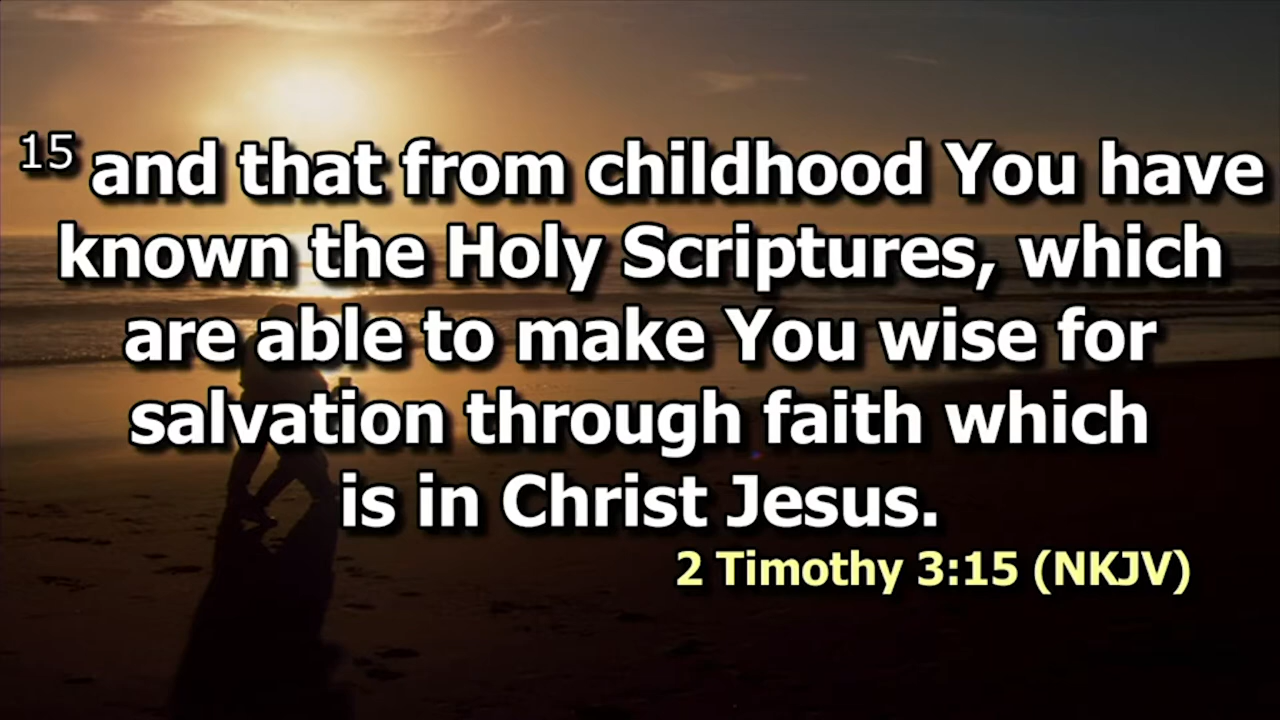 15 and that from childhood You have
known the Holy Scriptures, which
are able to make You wise for
salvation through faith which
is in Christ Jesus.
2 Timothy 3:15 (NKJV)